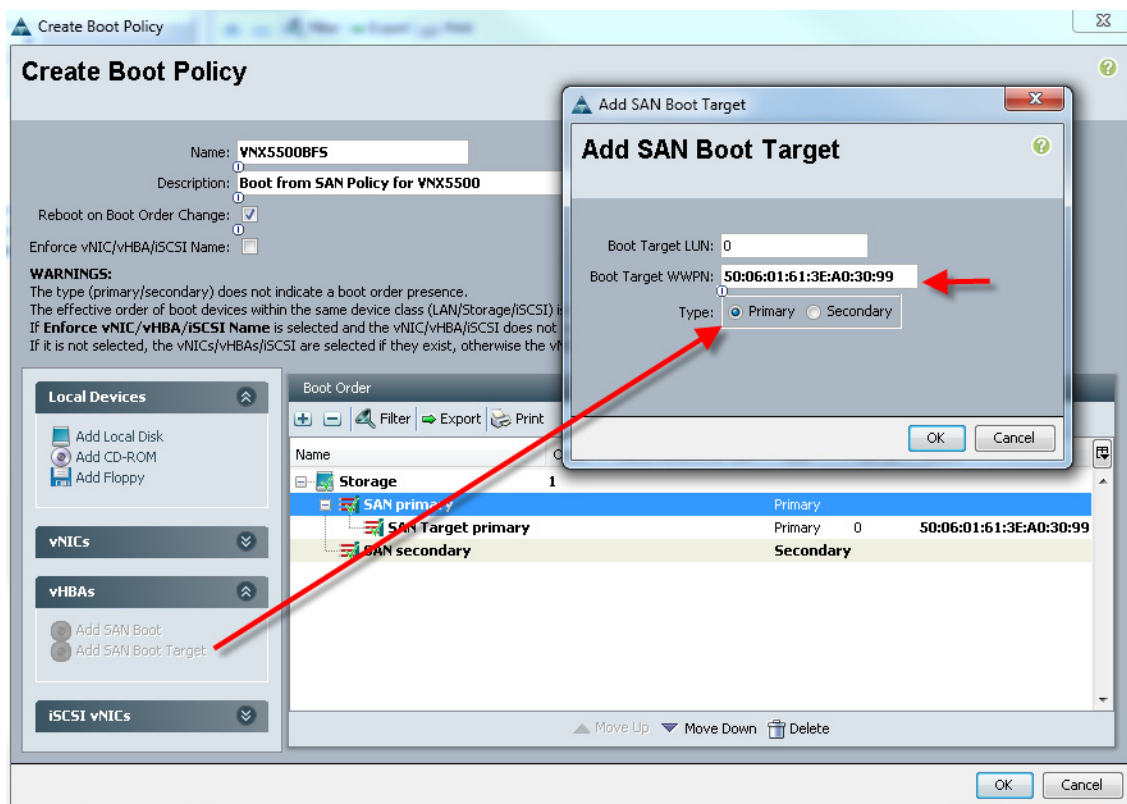 Create Boot Policy
Create Boot Policy
Name: VNX5500BFS
Description: Boot from SAN Policy for VNX5500
Reboot on Boot Order Change:
Enforce vNIC/vHBA/iSCSI Name:
WARNINGS:
The type (primary/secondary) does not indicate a boot order presence.
The effective order of boot devices within the same device class (LAN/Storage/iSCSI)
If Enforce vNIC/vHBA/iSCSI Name is selected and the vNIC/vHBA/iSCSI does not
If it is not selected, the vNICs/vHBAs/iSCSI are selected if they exist, otherwise the
Add SAN Boot Target
Add SAN Boot Target
Boot Target LUN: 0
Boot Target WWPN: 50:06:01:61:3E:A0:30:99
Type: Primary Secondary
OK Cancel
Local Devices
Add Local Disk
Add CD-ROM
Add Floppy
vNICs
vHBAs
Add SAN Boot
Add SAN Boot Target
iSCSI vNICs
Boot Order
Filter Export Print
Name
Storage 1
SAN primary Primary
SAN Target primary Primary 0 50:06:01:61:3E:A0:30:99
SAN secondary Secondary
Move Up Move Down Delete
OK Cancel